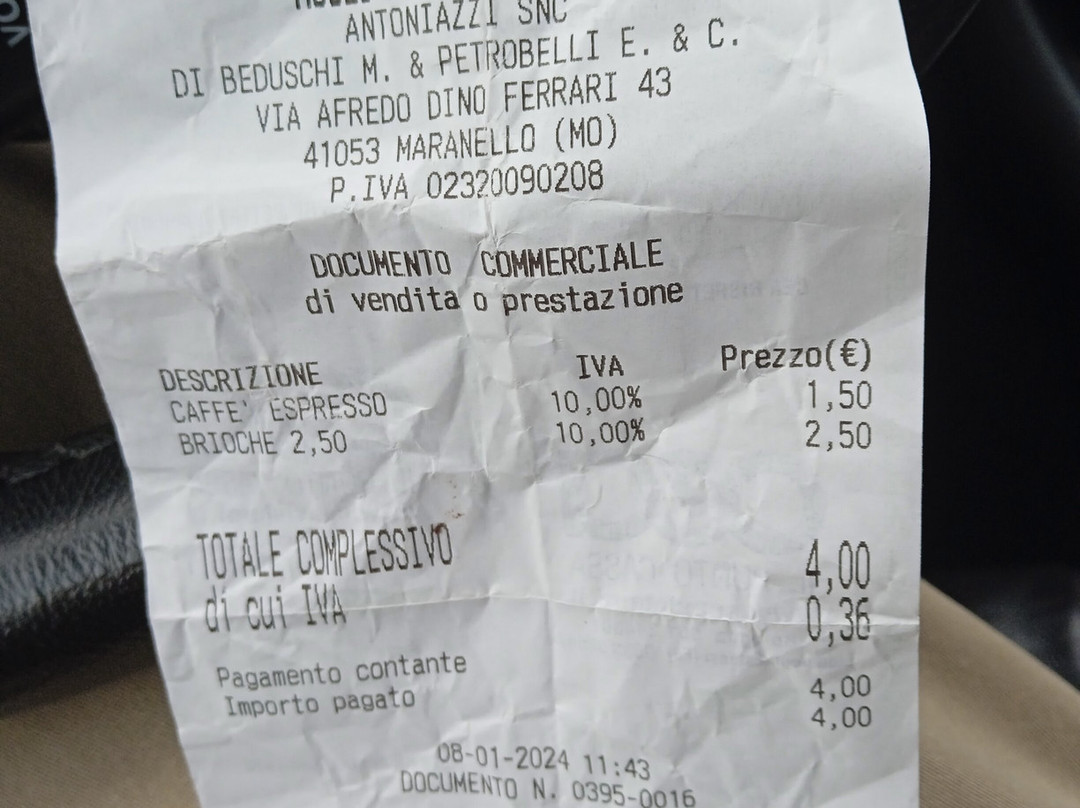 ANTONIAZZI SNC
DI BEDUSCHI M. & PETROBELLI E. & C.
VIA AFREDO DINO FERRARI 43
41053 MARANELLO (MO)
P.IVA 02320090208
DOCUMENTO COMMERCIALE
di vendita o prestazione
DESCRIZIONE IVA Prezzo(€)
CAFFE' ESPRESSO 10,00% 1,50
BRIOCHE 2,50 10,00% 2,50
TOTALE COMPLESSIVO 4,00
di cui IVA 0,36
Pagamento contante 4,00
Importo pagato 4,00
08-01-2024 11:43
DOCUMENTO N. 0395-0016